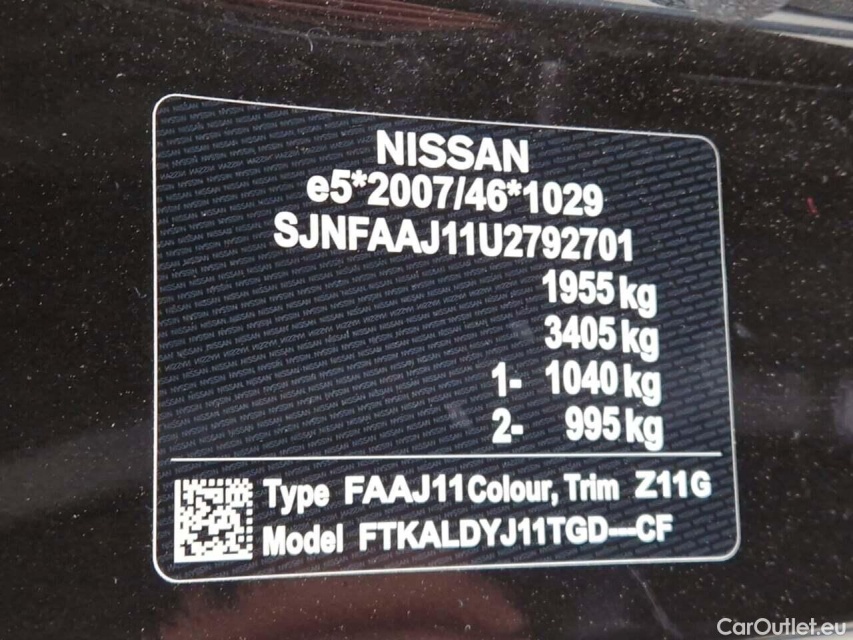 NISSAN
e5*2007/46*1029
SJNFAAJ11U2792701
1955 kg
3405 kg
1- 1040 kg
2- 995 kg
Type FAAJ11 Colour, Trim Z11G
Model FTKALDYJ11TGD---CF
CarOutlet.eu